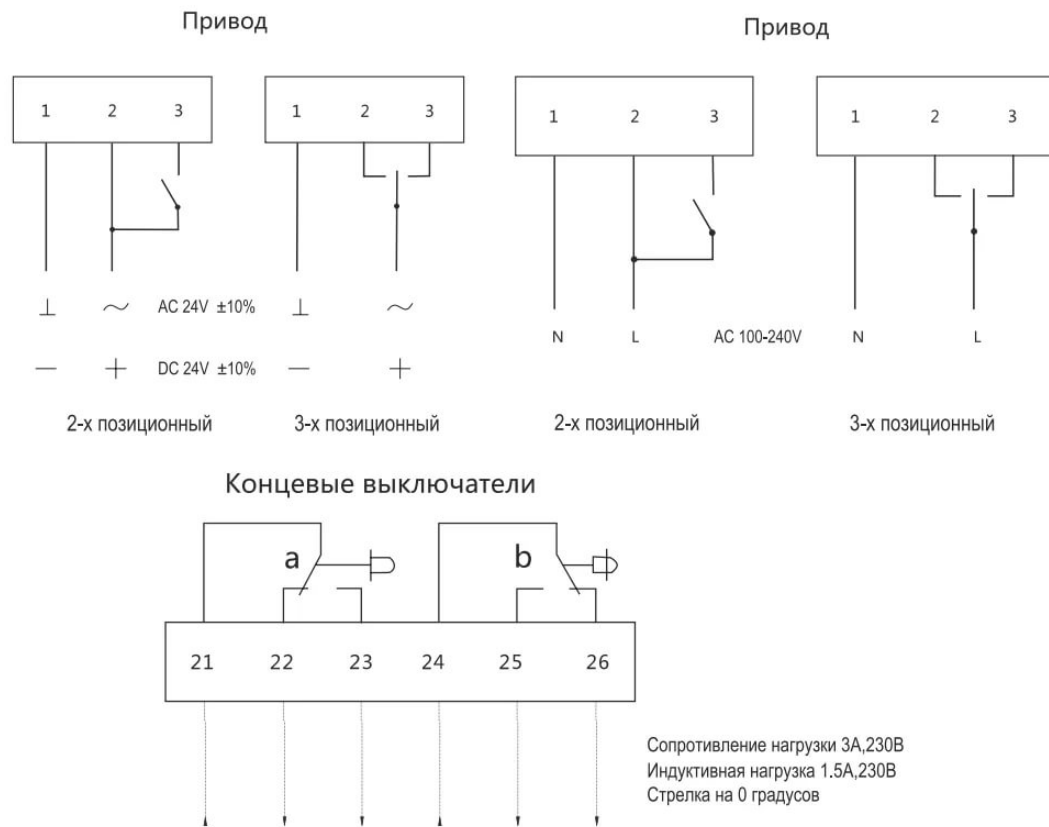 Привод
Привод
1 2 3
1 2 3
1 2 3
1 2 3
⊥ ~ AC 24V ±10% ⊥ ~
— + DC 24V ±10% — +
N L AC 100-240V N L
2-х позиционный
3-х позиционный
2-х позиционный
3-х позиционный
Концевые выключатели
a b
21 22 23 24 25 26
Сопротивление нагрузки 3А,230В
Индуктивная нагрузка 1.5А,230В
Стрелка на 0 градусов